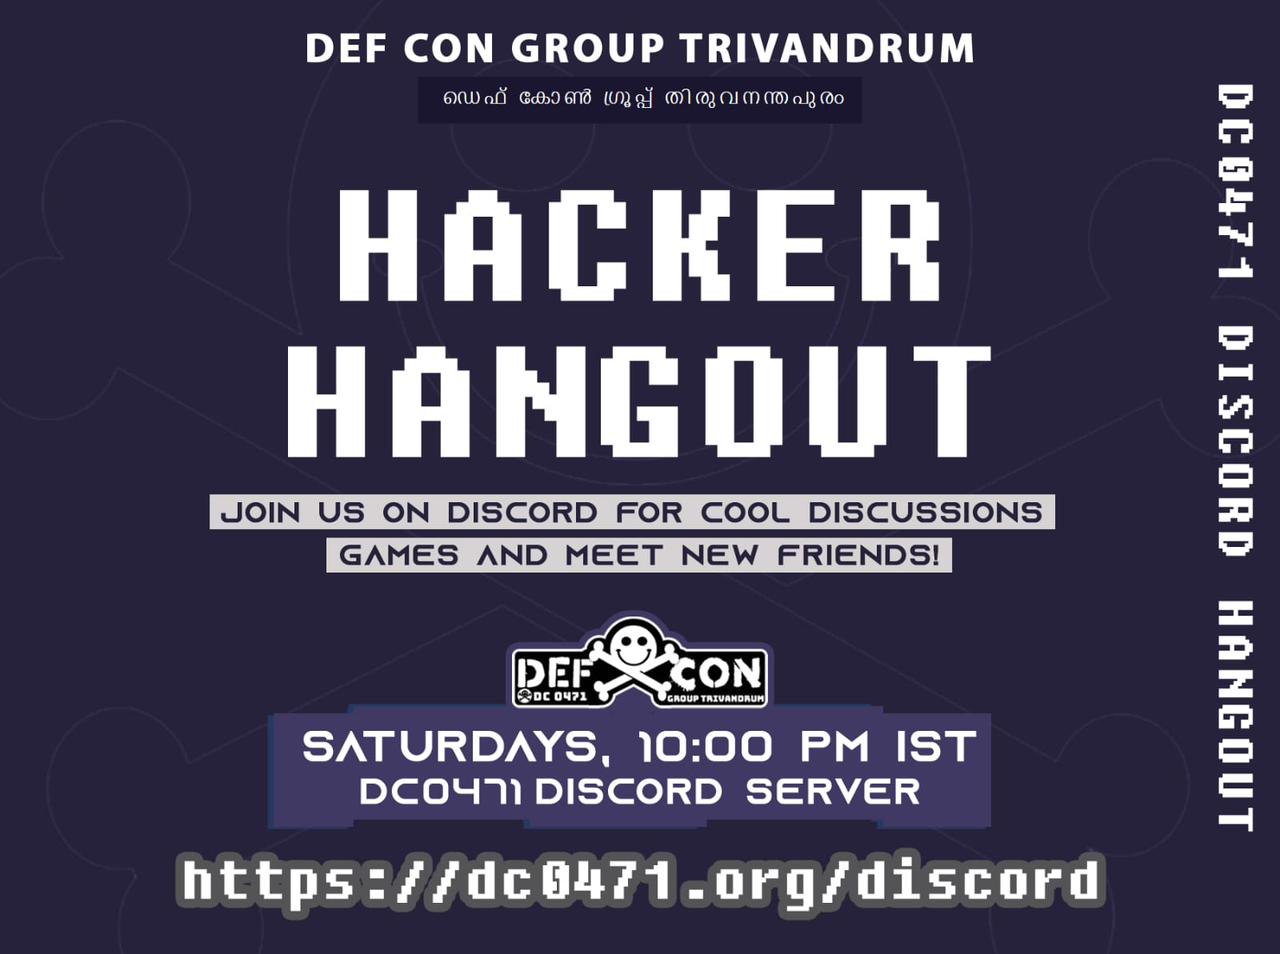 DEF CON GROUP TRIVANDRUM
ഡെഫ് കോൺ ഗ്രൂപ്പ് തിരുവനന്തപുരം
HACKER
HANGOUT
JOIN US ON DISCORD FOR COOL DISCUSSIONS
GAMES AND MEET NEW FRIENDS!
DEF CON
DC 0471 GROUP TRIVANDRUM
SATURDAYS, 10:00 PM IST
DC0471 DISCORD SERVER
https://dc0471.org/discord
DC0471 DISCORD HANGOUT